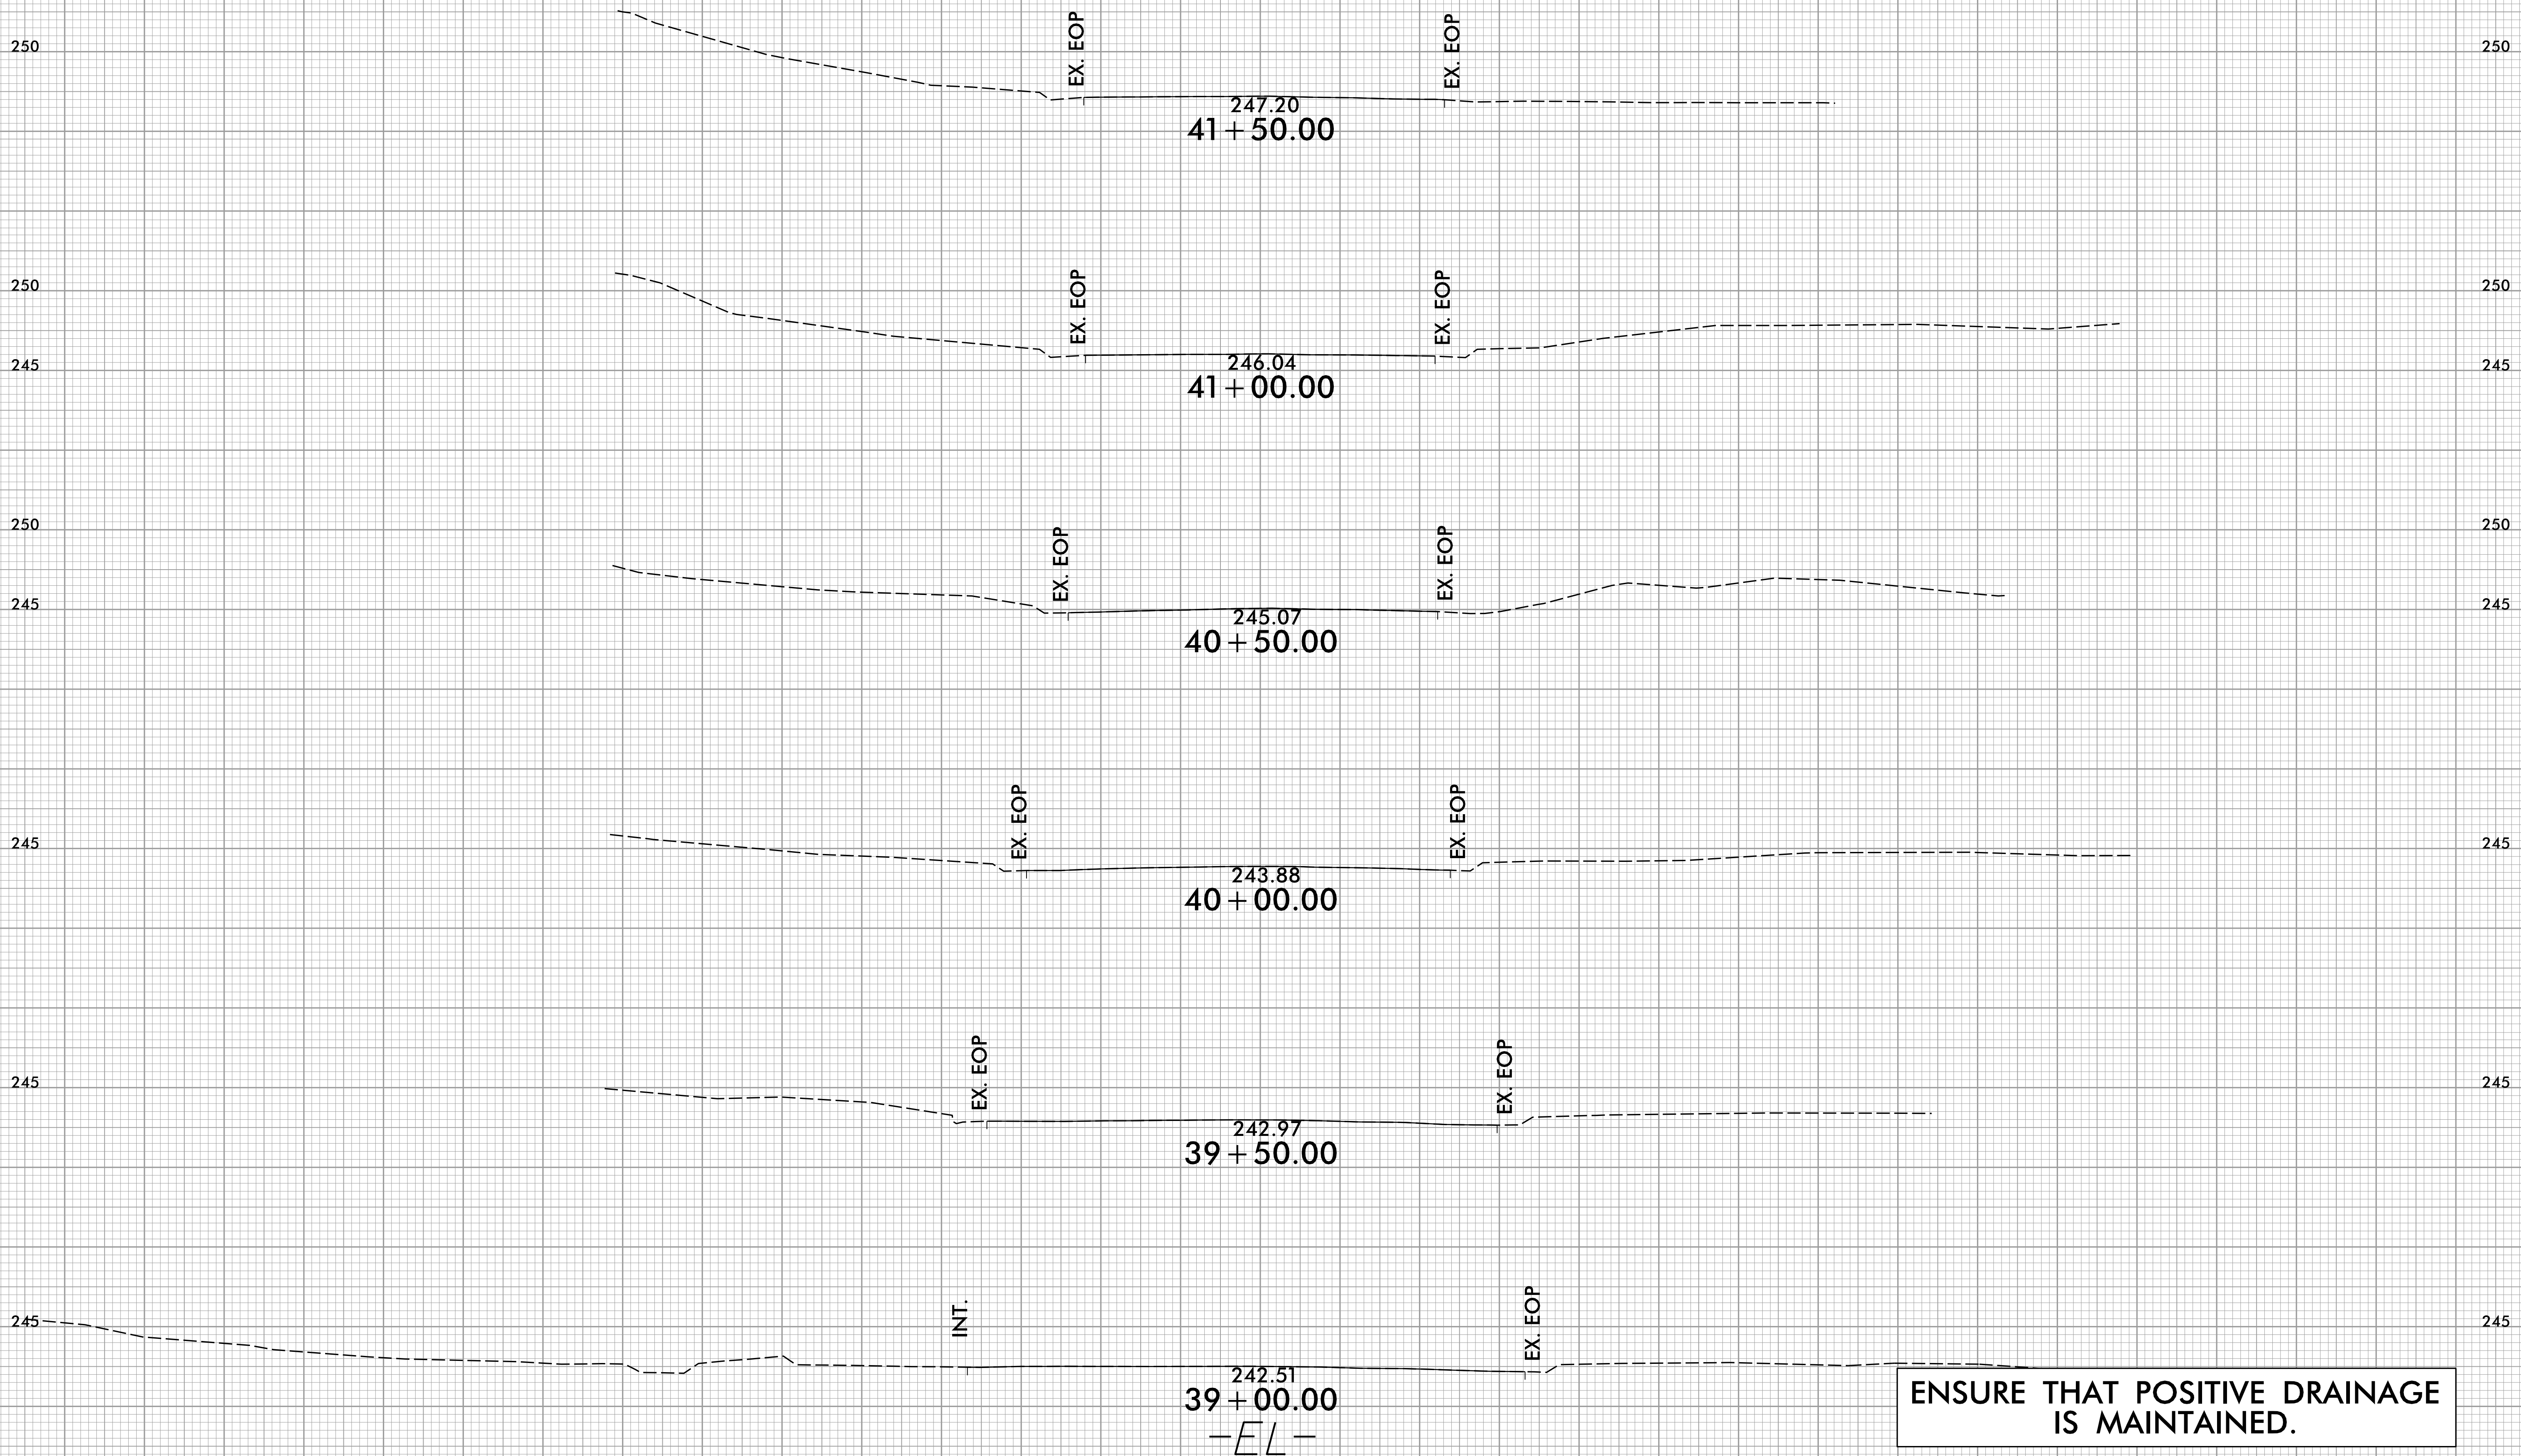 EX. EOP
EX. EOP
250
250
247.20
41+50.00
EX. EOP
EX. EOP
250
250
245
245
246.04
41+00.00
EX. EOP
EX. EOP
250
250
245
245
245.07
40+50.00
EX. EOP
EX. EOP
245
245
243.88
40+00.00
EX. EOP
EX. EOP
245
245
242.97
39+50.00
INT.
EX. EOP
245
245
242.51
39+00.00
-EL-
ENSURE THAT POSITIVE DRAINAGE
IS MAINTAINED.